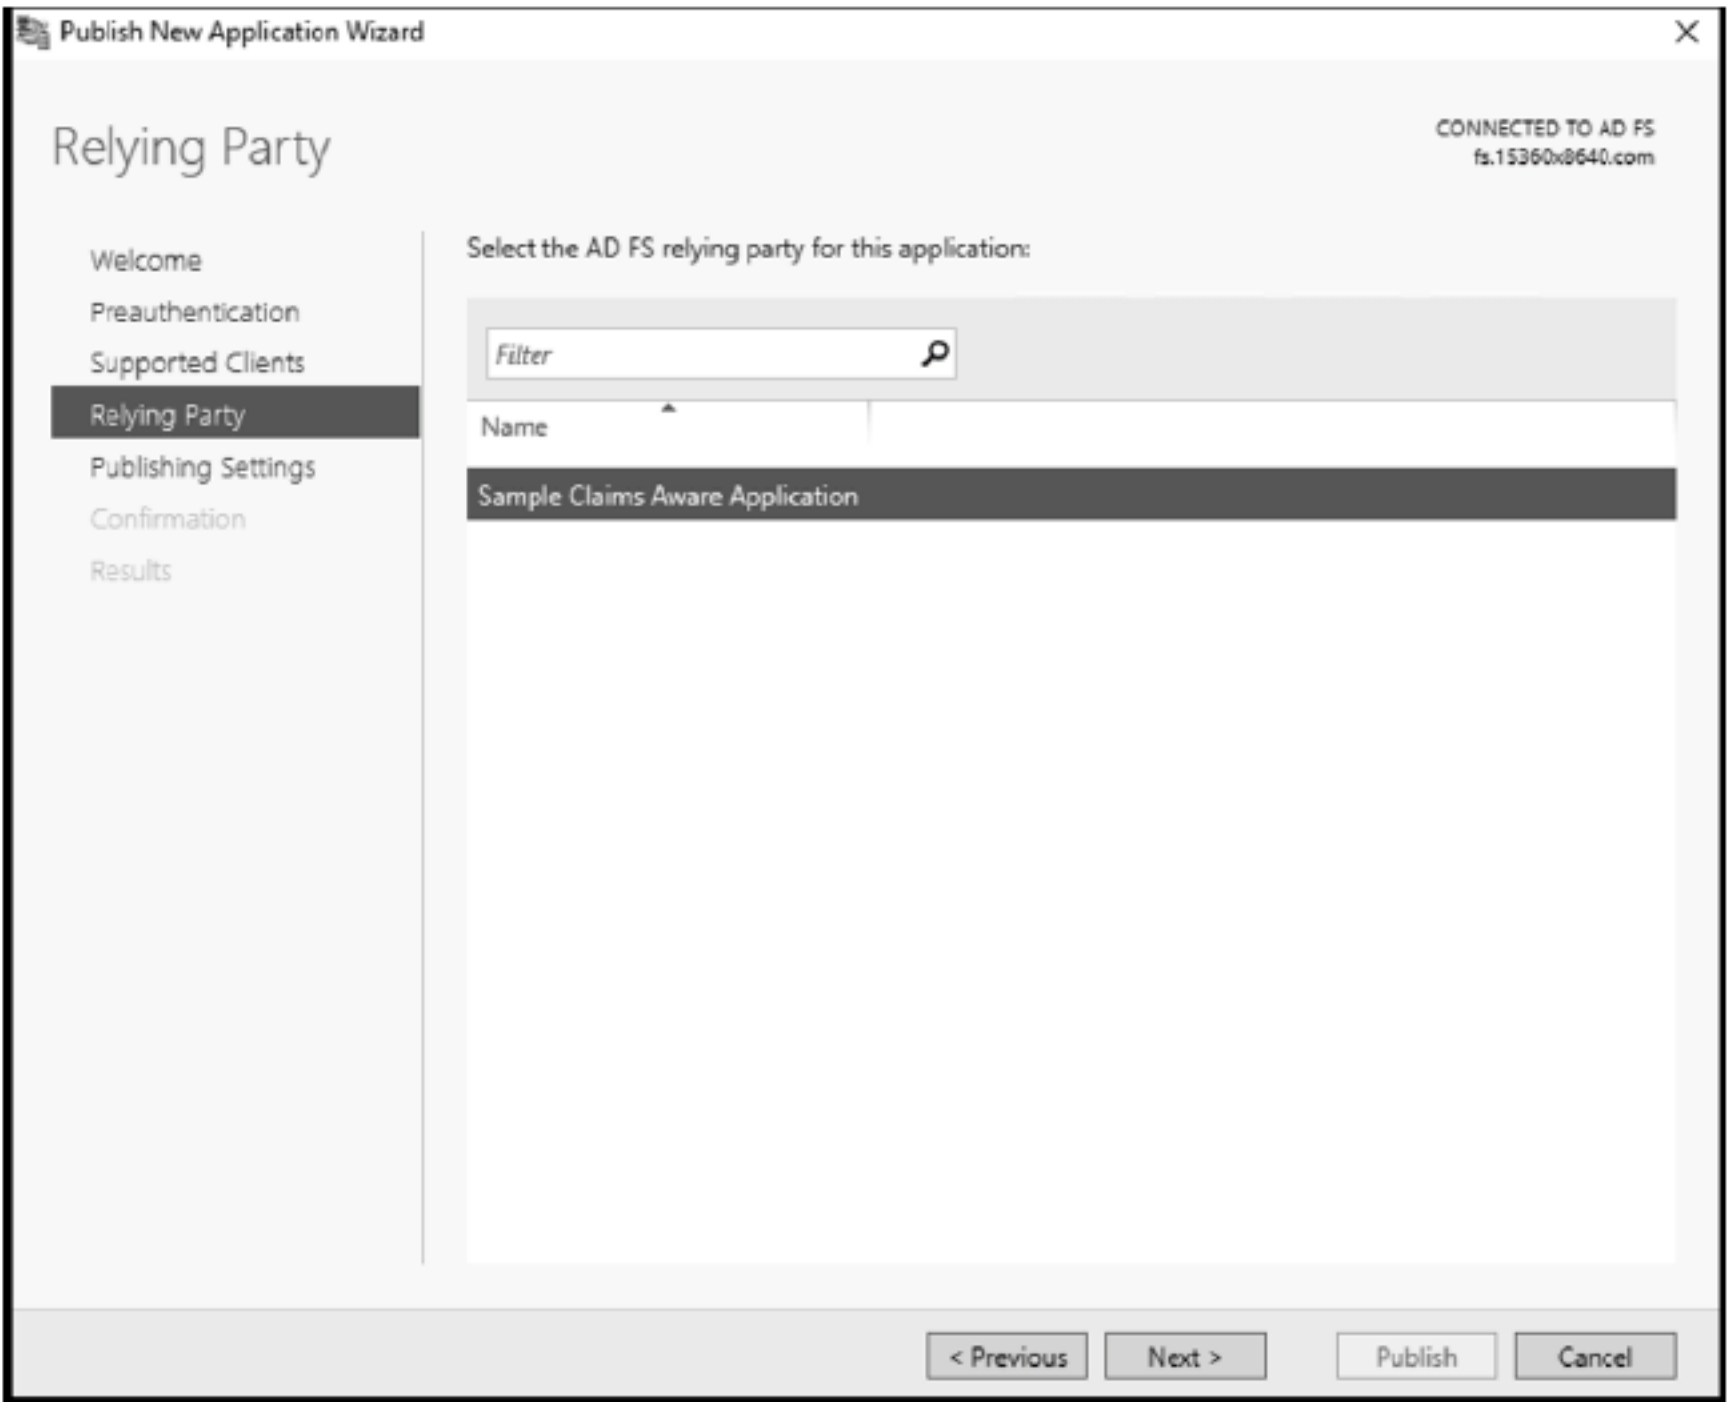 Publish New Application Wizard
Relying Party
CONNECTED TO AD FS
fs.15360x8640.com
Welcome
Preauthentication
Supported Clients
Relying Party
Publishing Settings
Confirmation
Results
Select the AD FS relying party for this application:
Filter
Name
Sample Claims Aware Application
< Previous
Next >
Publish
Cancel